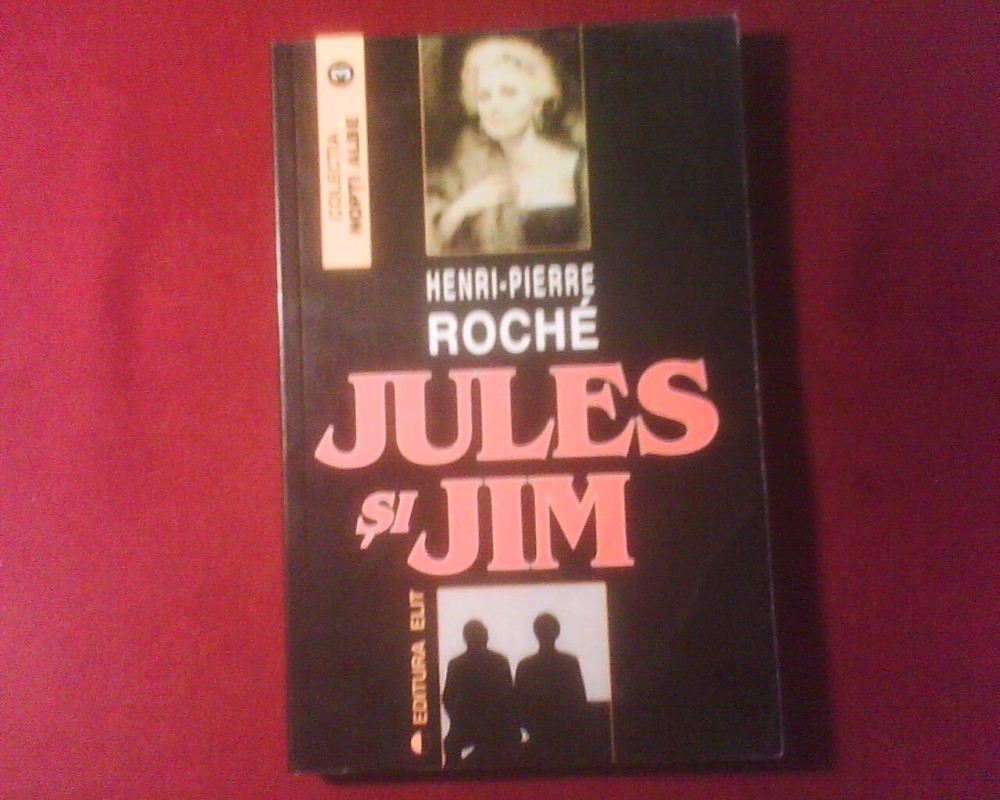 COLECȚIA 3
NOPȚI ALBE
HENRI-PIERRE
ROCHÉ
JULES
ȘI JIM
EDITURA ELIT